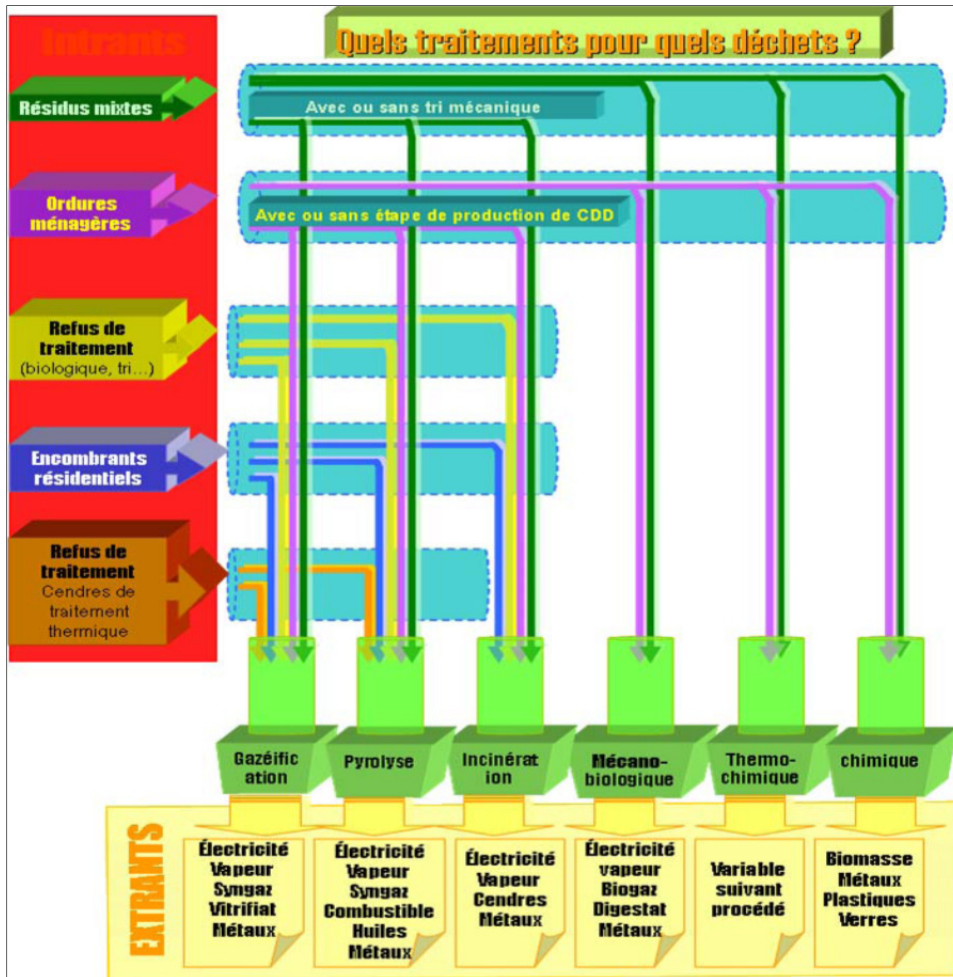 Intrants
Quels traitements pour quels déchets ?
Résidus mixtes
Avec ou sans tri mécanique
Ordures
ménagères
Avec ou sans étape de production de CDD
Refus de
traitement
(biologique, tri...)
Encombrants
résidentiels
Refus de
traitement
Cendres de
traitement
thermique
Gazéific
ation
Pyrolyse
Incinérat
ion
Mécano-
biologique
Thermo-
chimique
chimique
EXTRANTS
Électricité
Vapeur
Syngaz
Vitrifiat
Métaux
Électricité
Vapeur
Syngaz
Combustible
Huiles
Métaux
Électricité
Vapeur
Cendres
Métaux
Électricité
vapeur
Biogaz
Digestat
Métaux
Variable
suivant
procédé
Biomasse
Métaux
Plastiques
Verres